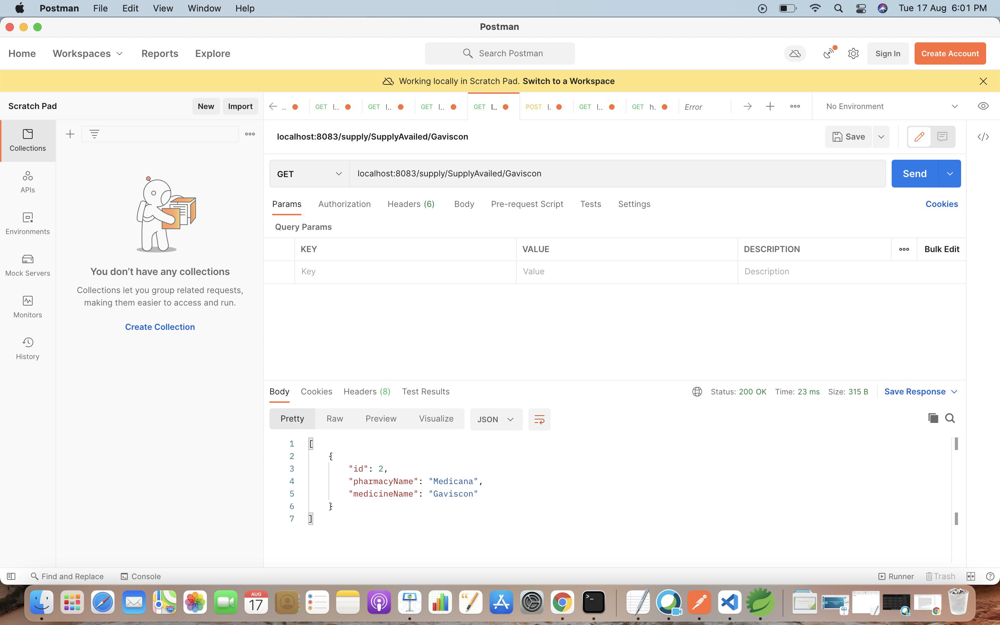 Postman File Edit View Window Help Tue 17 Aug 6:01 PM
Postman
Home Workspaces Reports Explore Search Postman Sign In Create Account
Working locally in Scratch Pad. Switch to a Workspace
Scratch Pad New Import ... GET l... GET l... GET l... GET l.. POST l. GET l... GET h. Error No Environment
Collections
APIs
Environments
Mock Servers
Monitors
History
You don’t have any collections
Collections let you group related requests,
making them easier to access and run.
Create Collection
localhost:8083/supply/SupplyAvailed/Gaviscon Save
GET localhost:8083/supply/SupplyAvailed/Gaviscon Send
Params Authorization Headers (6) Body Pre-request Script Tests Settings Cookies
Query Params
KEY VALUE DESCRIPTION Bulk Edit
Key Value Description
Body Cookies Headers (8) Test Results Status: 200 OK Time: 23 ms Size: 315 B Save Response
Pretty Raw Preview Visualize JSON
1 [
2 {
3 "id": 2,
4 "pharmacyName": "Medicana",
5 "medicineName": "Gaviscon"
6 }
7 ]
Find and Replace Console Runner Trash
AUG
17
280